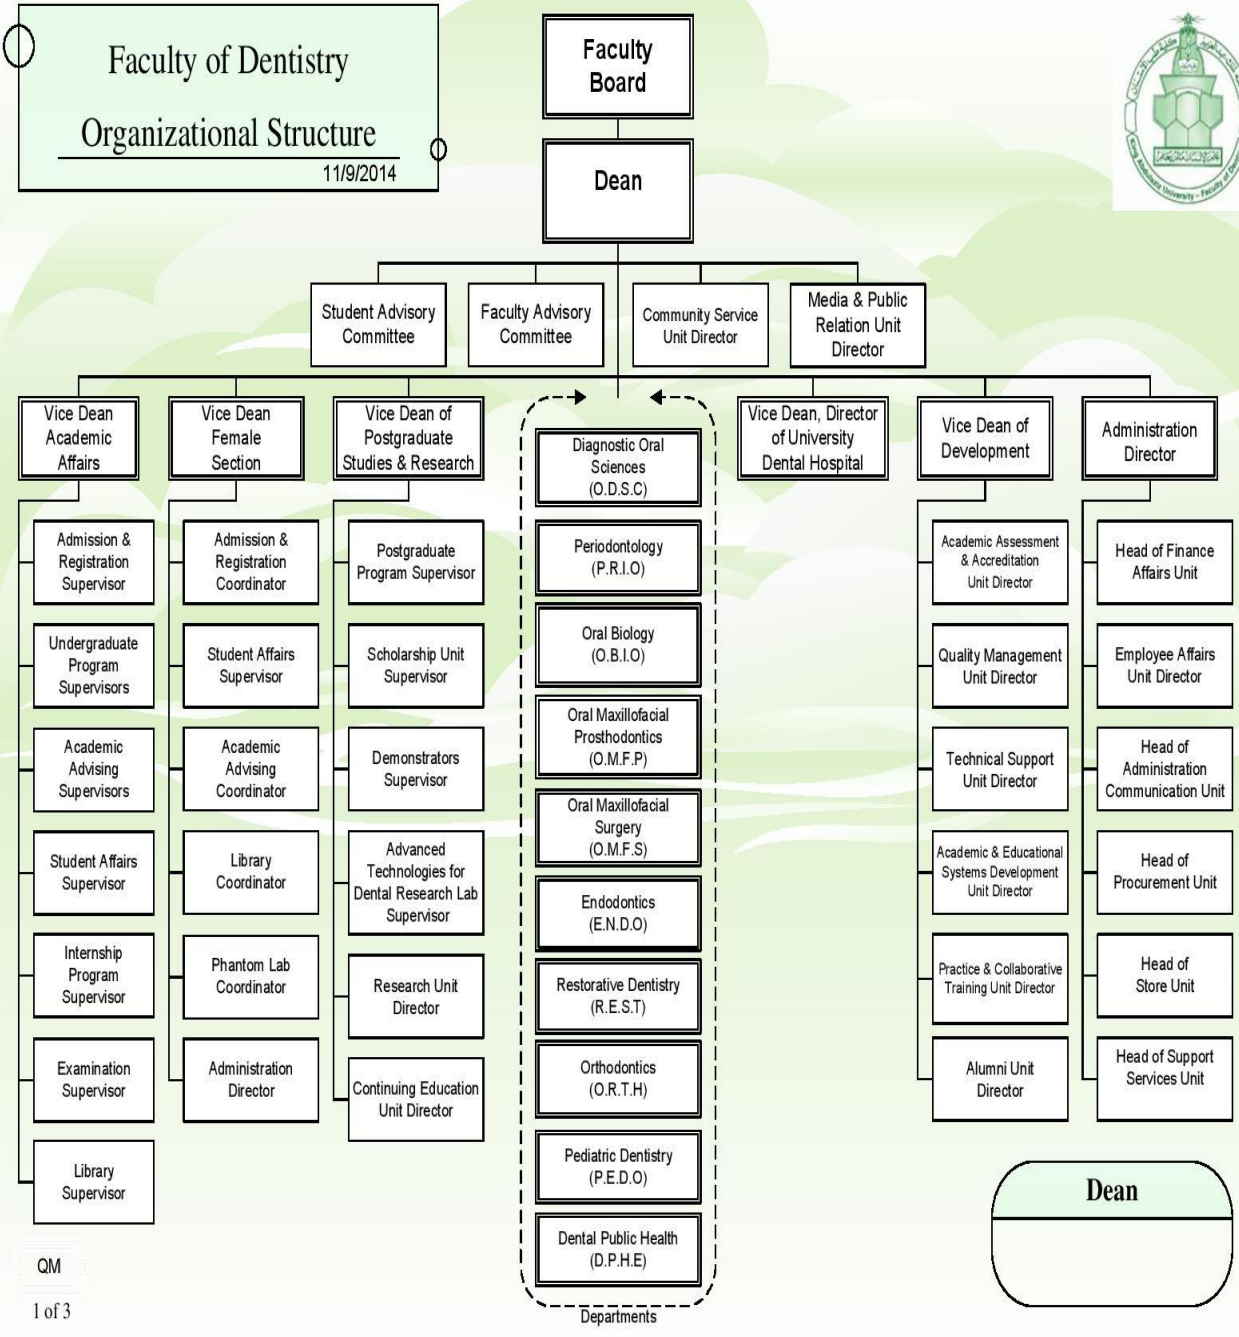 Faculty of Dentistry
Organizational Structure
11/9/2014
Faculty
Board
Dean
King Abdulaziz University - Faculty of
Student Advisory
Committee
Faculty Advisory
Committee
Community Service
Unit Director
Media & Public
Relation Unit
Director
Vice Dean
Academic
Affairs
Vice Dean
Female
Section
Vice Dean of
Postgraduate
Studies & Research
Vice Dean, Director
of University
Dental Hospital
Vice Dean of
Development
Administration
Director
Admission &
Registration
Supervisor
Undergraduate
Program
Supervisors
Academic
Advising
Supervisors
Student Affairs
Supervisor
Internship
Program
Supervisor
Examination
Supervisor
Library
Supervisor
Admission &
Registration
Coordinator
Student Affairs
Supervisor
Academic
Advising
Coordinator
Library
Coordinator
Phantom Lab
Coordinator
Administration
Director
Postgraduate
Program Supervisor
Scholarship Unit
Supervisor
Demonstrators
Supervisor
Advanced
Technologies for
Dental Research Lab
Supervisor
Research Unit
Director
Continuing Education
Unit Director
Diagnostic Oral
Sciences
(O.D.S.C)
Periodontology
(P.R.I.O)
Oral Biology
(O.B.I.O)
Oral Maxillofacial
Prosthodontics
(O.M.F.P)
Oral Maxillofacial
Surgery
(O.M.F.S)
Endodontics
(E.N.D.O)
Restorative Dentistry
(R.E.S.T)
Orthodontics
(O.R.T.H)
Pediatric Dentistry
(P.E.D.O)
Dental Public Health
(D.P.H.E)
Departments
Academic Assessment
& Accreditation
Unit Director
Quality Management
Unit Director
Technical Support
Unit Director
Academic & Educational
Systems Development
Unit Director
Practice & Collaborative
Training Unit Director
Alumni Unit
Director
Head of Finance
Affairs Unit
Employee Affairs
Unit Director
Head of
Administration
Communication Unit
Head of
Procurement Unit
Head of
Store Unit
Head of Support
Services Unit
Dean
QM
1 of 3